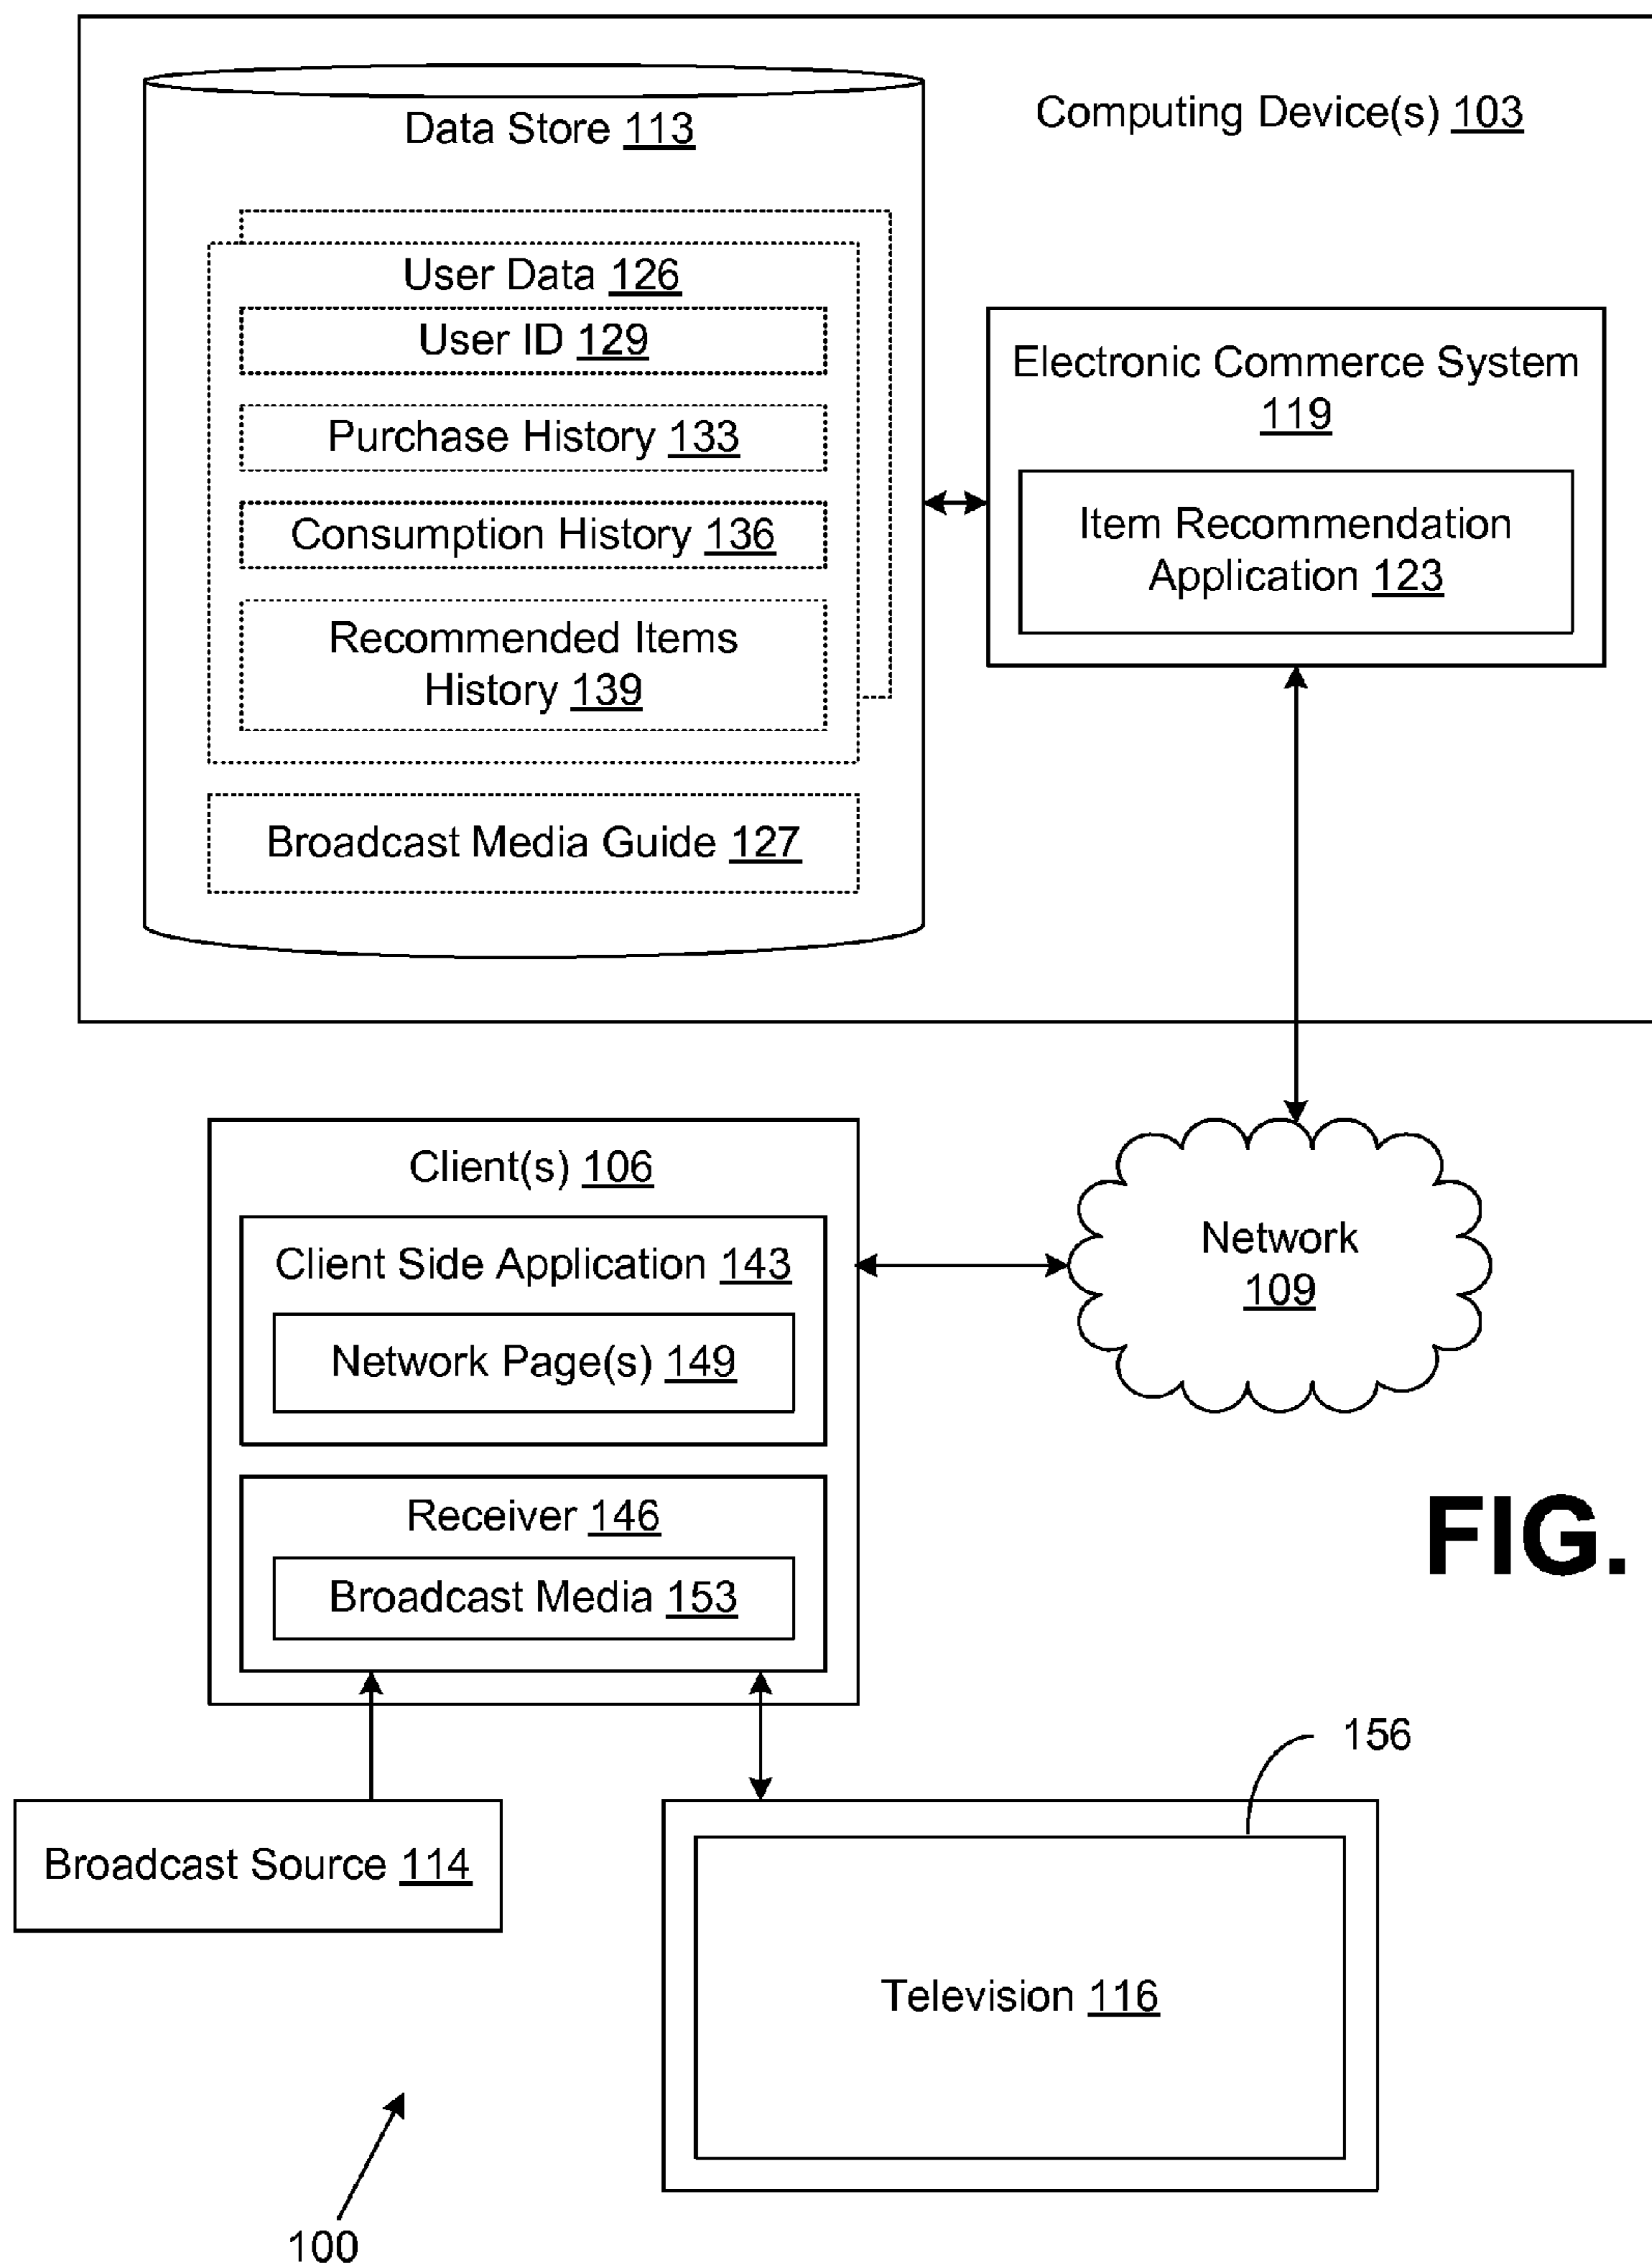 Computing Device(s) 103
Data Store 113
User Data 126
User ID 129
Purchase History 133
Consumption History 136
Recommended Items
History 139
Broadcast Media Guide 127
Electronic Commerce System
119
Item Recommendation
Application 123
Client(s) 106
Client Side Application 143
Network Page(s) 149
Receiver 146
Broadcast Media 153
Network
109
FIG.
Broadcast Source 114
156
Television 116
100